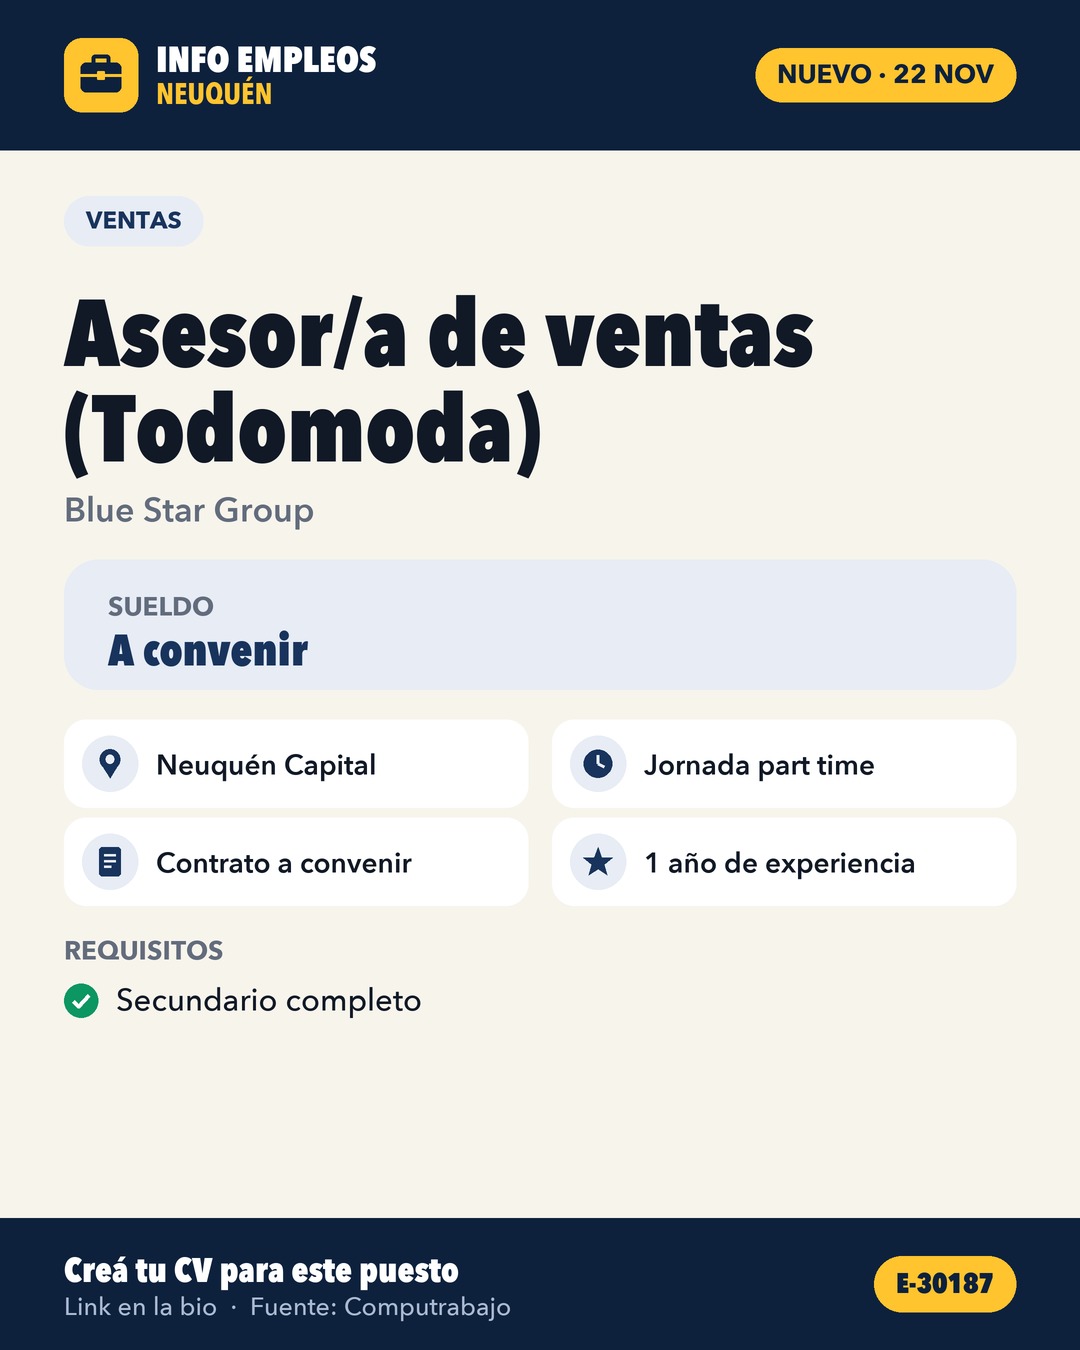 INFO EMPLEOS
NEUQUÉN
NUEVO · 22 NOV
VENTAS
Asesor/a de ventas
(Todomoda)
Blue Star Group
SUELDO
A convenir
Neuquén Capital
Jornada part time
Contrato a convenir
1 año de experiencia
REQUISITOS
Secundario completo
Creá tu CV para este puesto
Link en la bio · Fuente: Computrabajo
E-30187